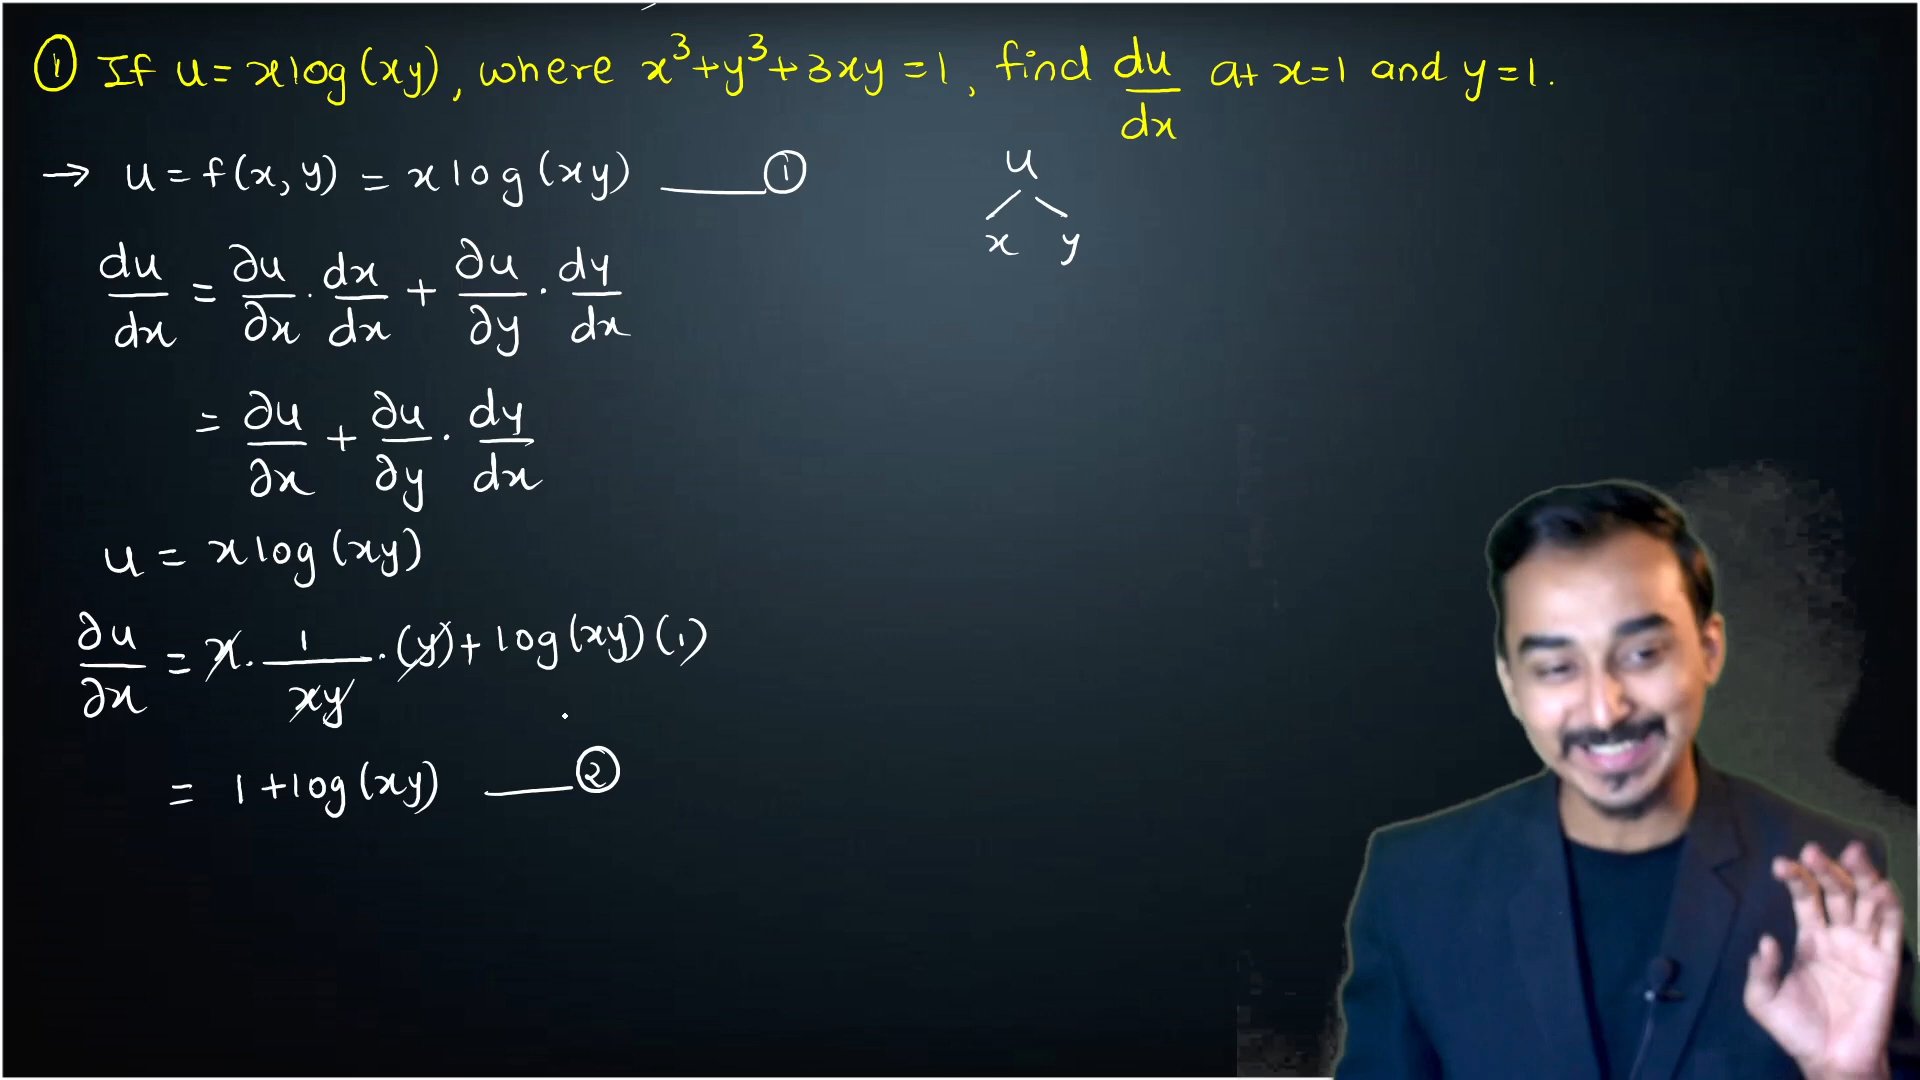 ① If u = x log (xy), where x³+y³+3xy = 1, find du/dx at x=1 and y=1.
→ u = f(x, y) = x log (xy) ——— ①
u
x y
du/dx = ∂u/∂x · dx/dx + ∂u/∂y · dy/dx
= ∂u/∂x + ∂u/∂y · dy/dx
u = x log (xy)
∂u/∂x = x · 1/xy · (y) + log (xy) (1)
= 1 + log (xy) ——— ②